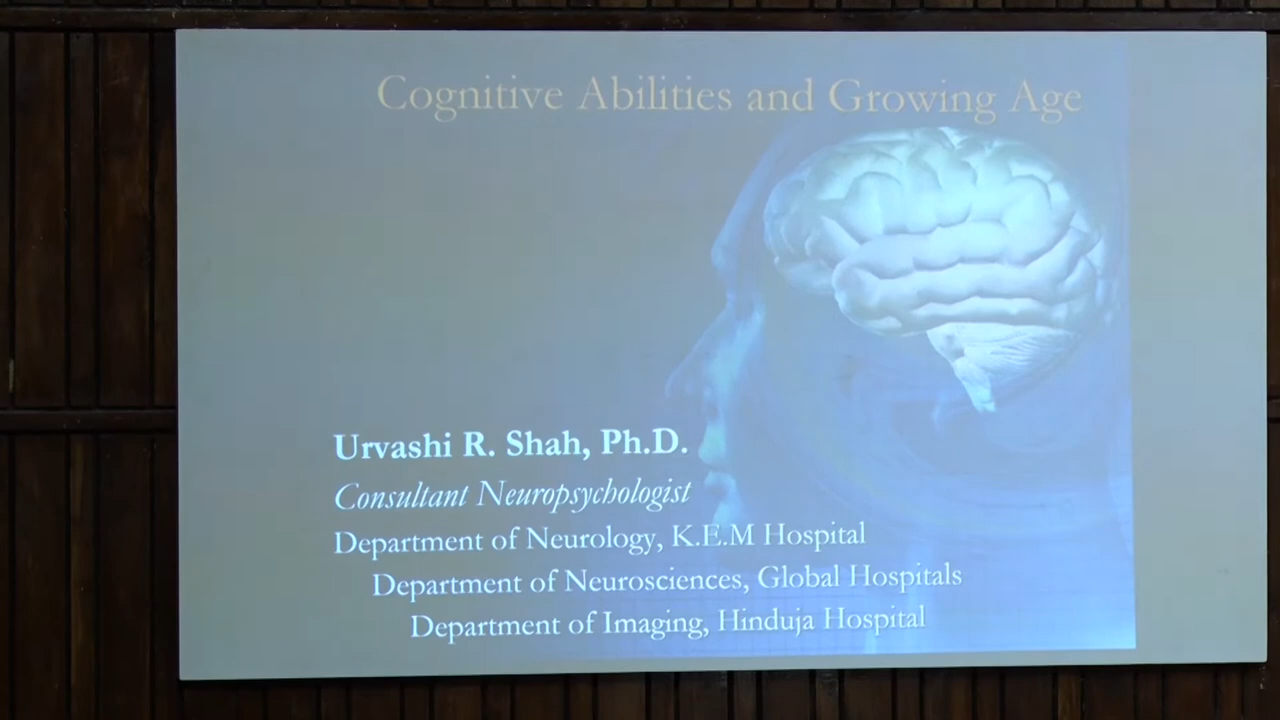 Cognitive Abilities and Growing Age
Urvashi R. Shah, Ph.D.
Consultant Neuropsychologist
Department of Neurology, K.E.M Hospital
Department of Neurosciences, Global Hospitals
Department of Imaging, Hinduja Hospital